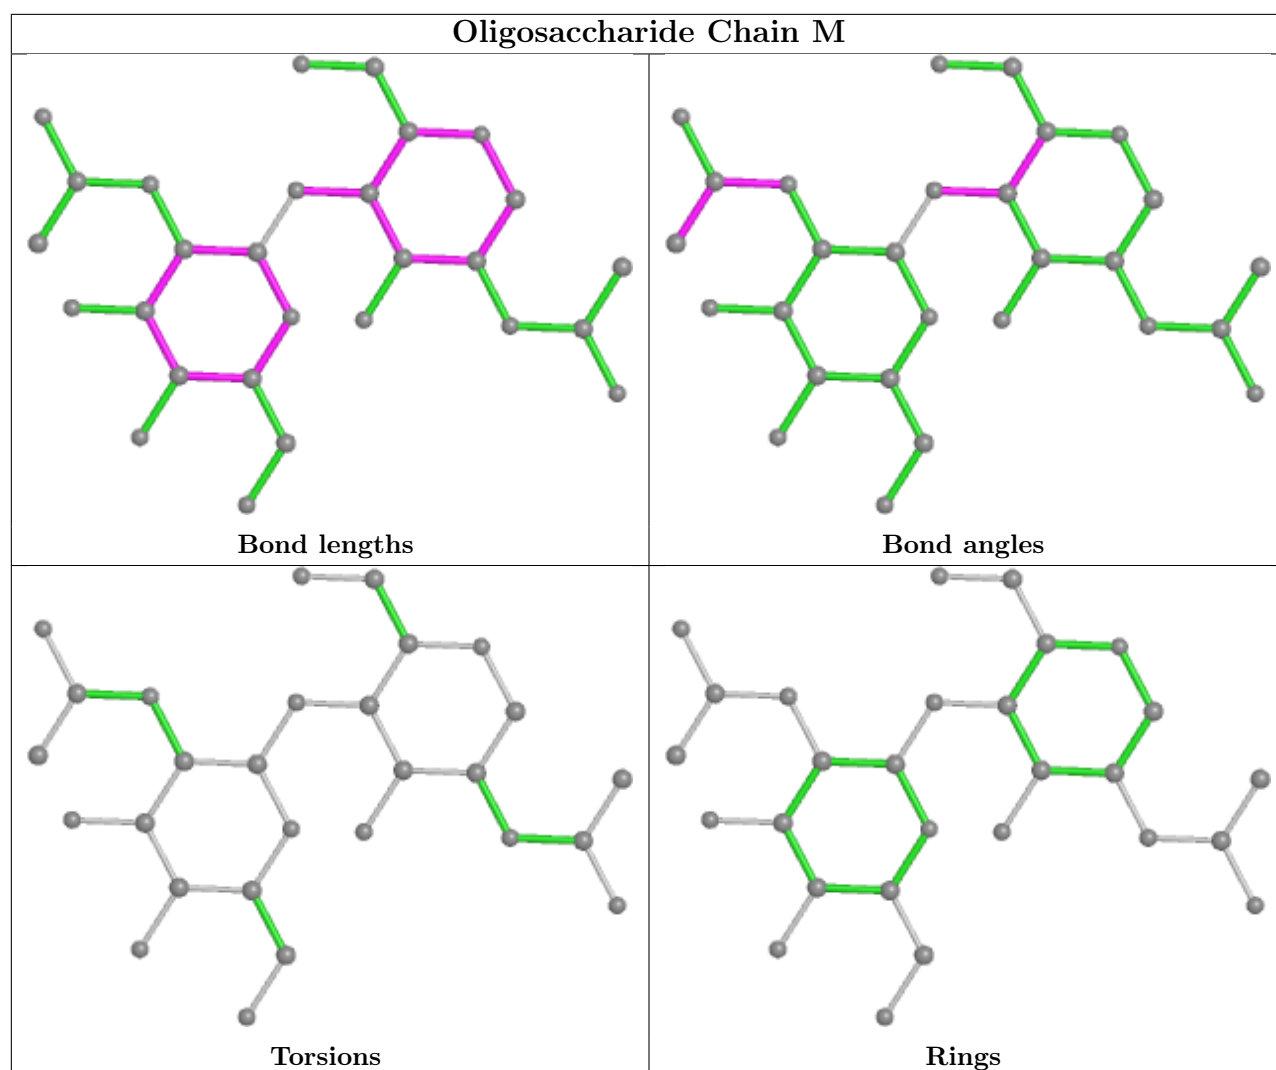 Oligosaccharide Chain M
Bond lengths
Bond angles
Torsions
Rings